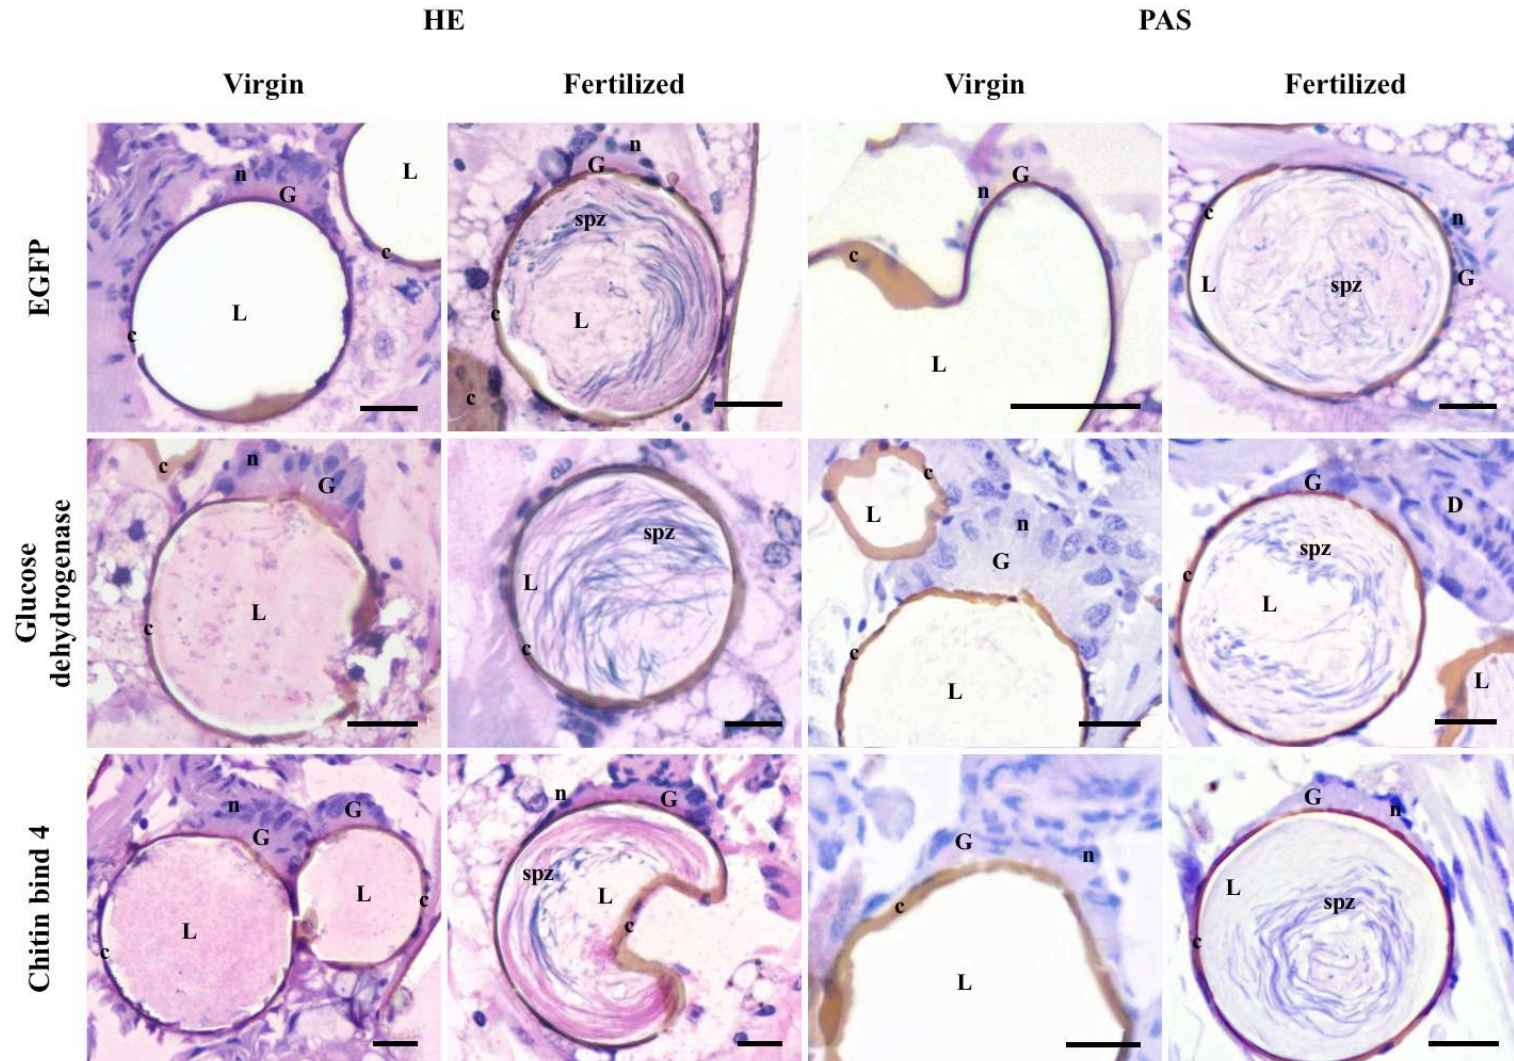 HE PAS
Virgin Fertilized Virgin Fertilized
EGFP
n G L c L c
n G spz L c c
G n c L
c n L spz G
Glucose
dehydrogenase
c n G L c
spz L c
c L n G c L
G D spz c L L
Chitin bind 4
n G G L L c c
n G spz L c
G n c L
G n L spz c